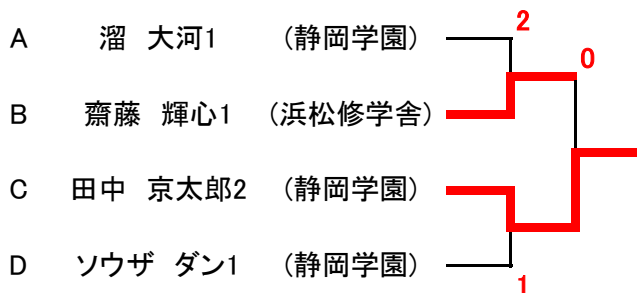 2
A 溜 大河1 (静岡学園)
0
B 齋藤 輝心1 (浜松修学舎)
C 田中 京太郎2 (静岡学園)
D ソウザ ダン1 (静岡学園)
1